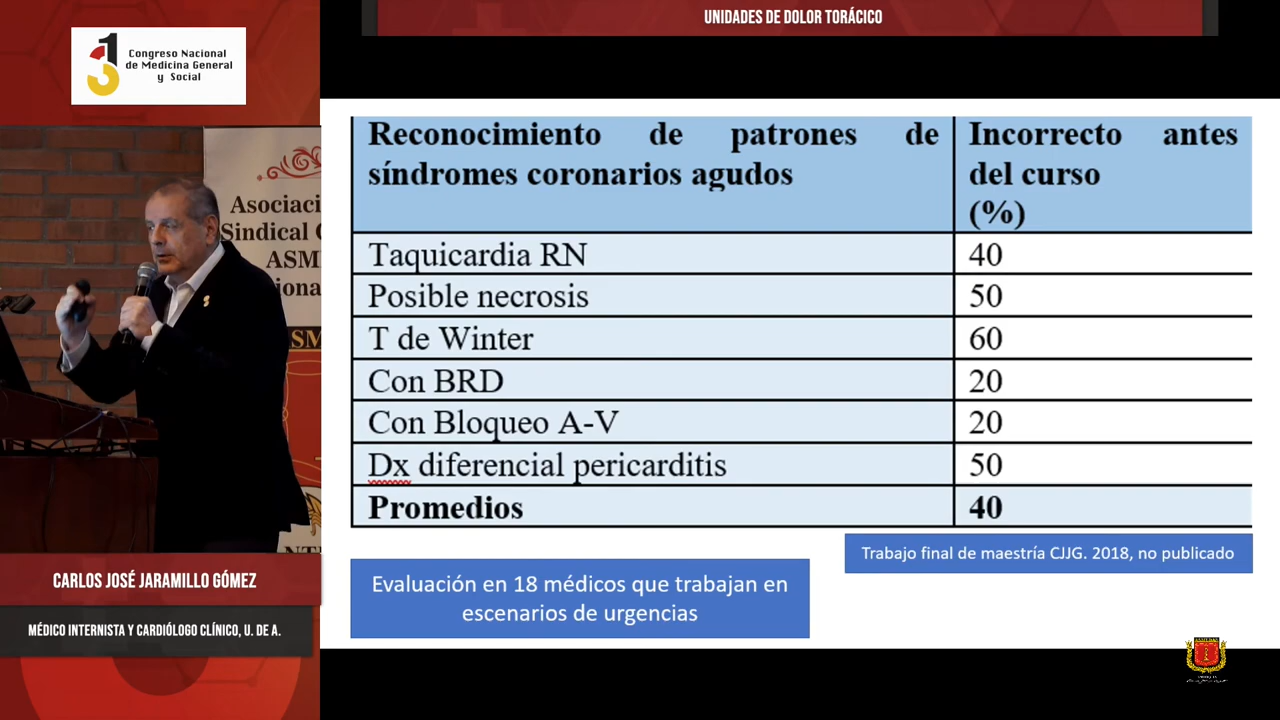 UNIDADES DE DOLOR TORÁCICO
Congreso Nacional
de Medicina General
y Social
Asociaci
Sindical
ASM
iona
SM
Reconocimiento de patrones de
síndromes coronarios agudos
Incorrecto antes
del curso
(%)
Taquicardia RN 40
Posible necrosis 50
T de Winter 60
Con BRD 20
Con Bloqueo A-V 20
Dx diferencial pericarditis 50
Promedios 40
Trabajo final de maestría CJJG. 2018, no publicado
Evaluación en 18 médicos que trabajan en
escenarios de urgencias
CARLOS JOSÉ JARAMILLO GÓMEZ
MÉDICO INTERNISTA Y CARDIÓLOGO CLÍNICO, U. DE A.